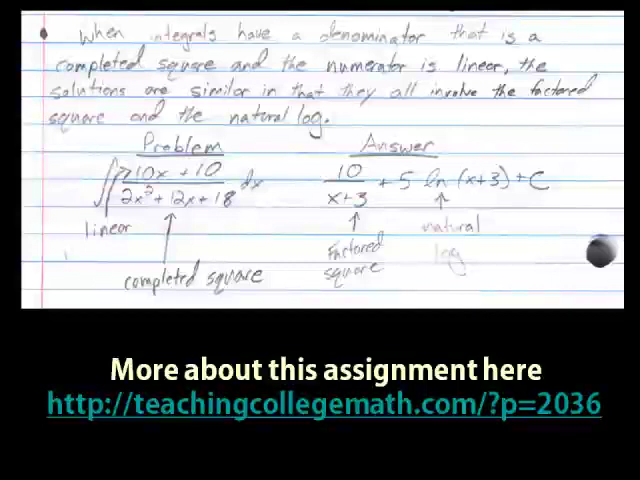 • When integrals have a denominator that is a
completed square and the numerator is linear, the
solutions are similar in that they all involve the factored
square and the natural log.
Problem Answer
∫ 10x + 10 / 2x² + 12x + 18 dx 10 / x+3 + 5 ln (x+3) + C
linear
completed square
factored square
natural log
More about this assignment here
http://teachingcollegemath.com/?p=2036